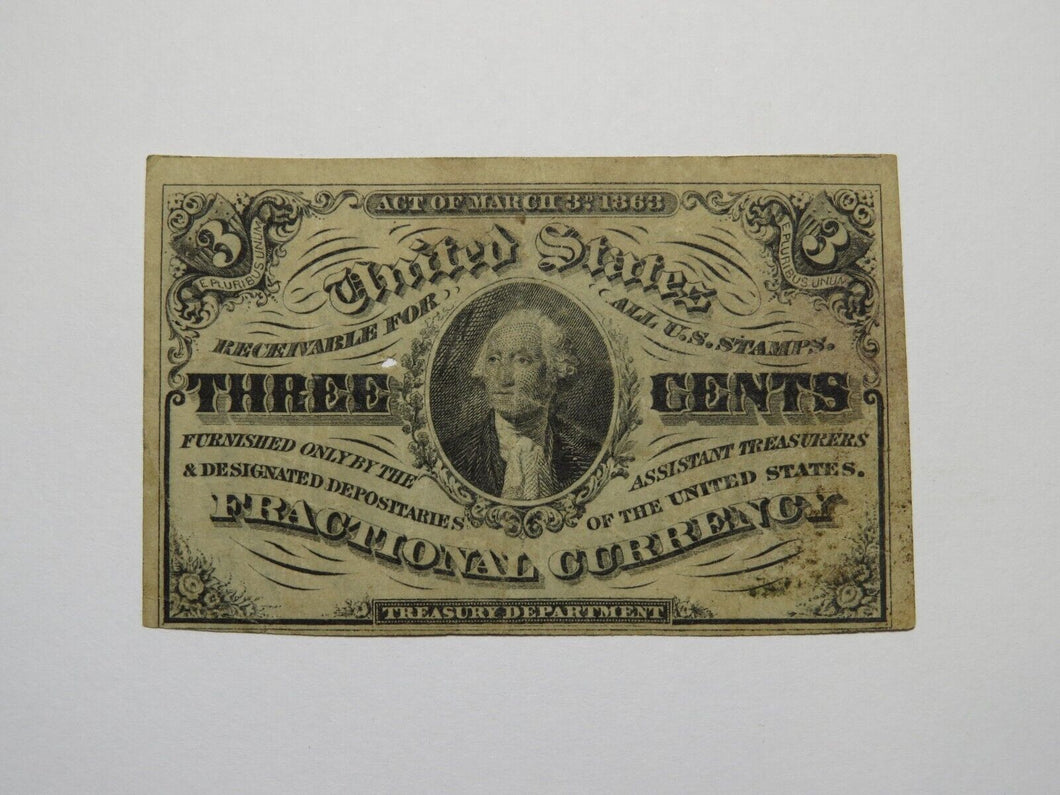 ACT OF MARCH 3D. 1863
3 3
E PLURIBUS UNUM E PLURIBUS UNUM
United States
RECEIVABLE FOR ALL U.S. STAMPS.
THREE CENTS
FURNISHED ONLY BY THE ASSISTANT TREASURERS
& DESIGNATED DEPOSITARIES OF THE UNITED STATES.
FRACTIONAL CURRENCY
TREASURY DEPARTMENT